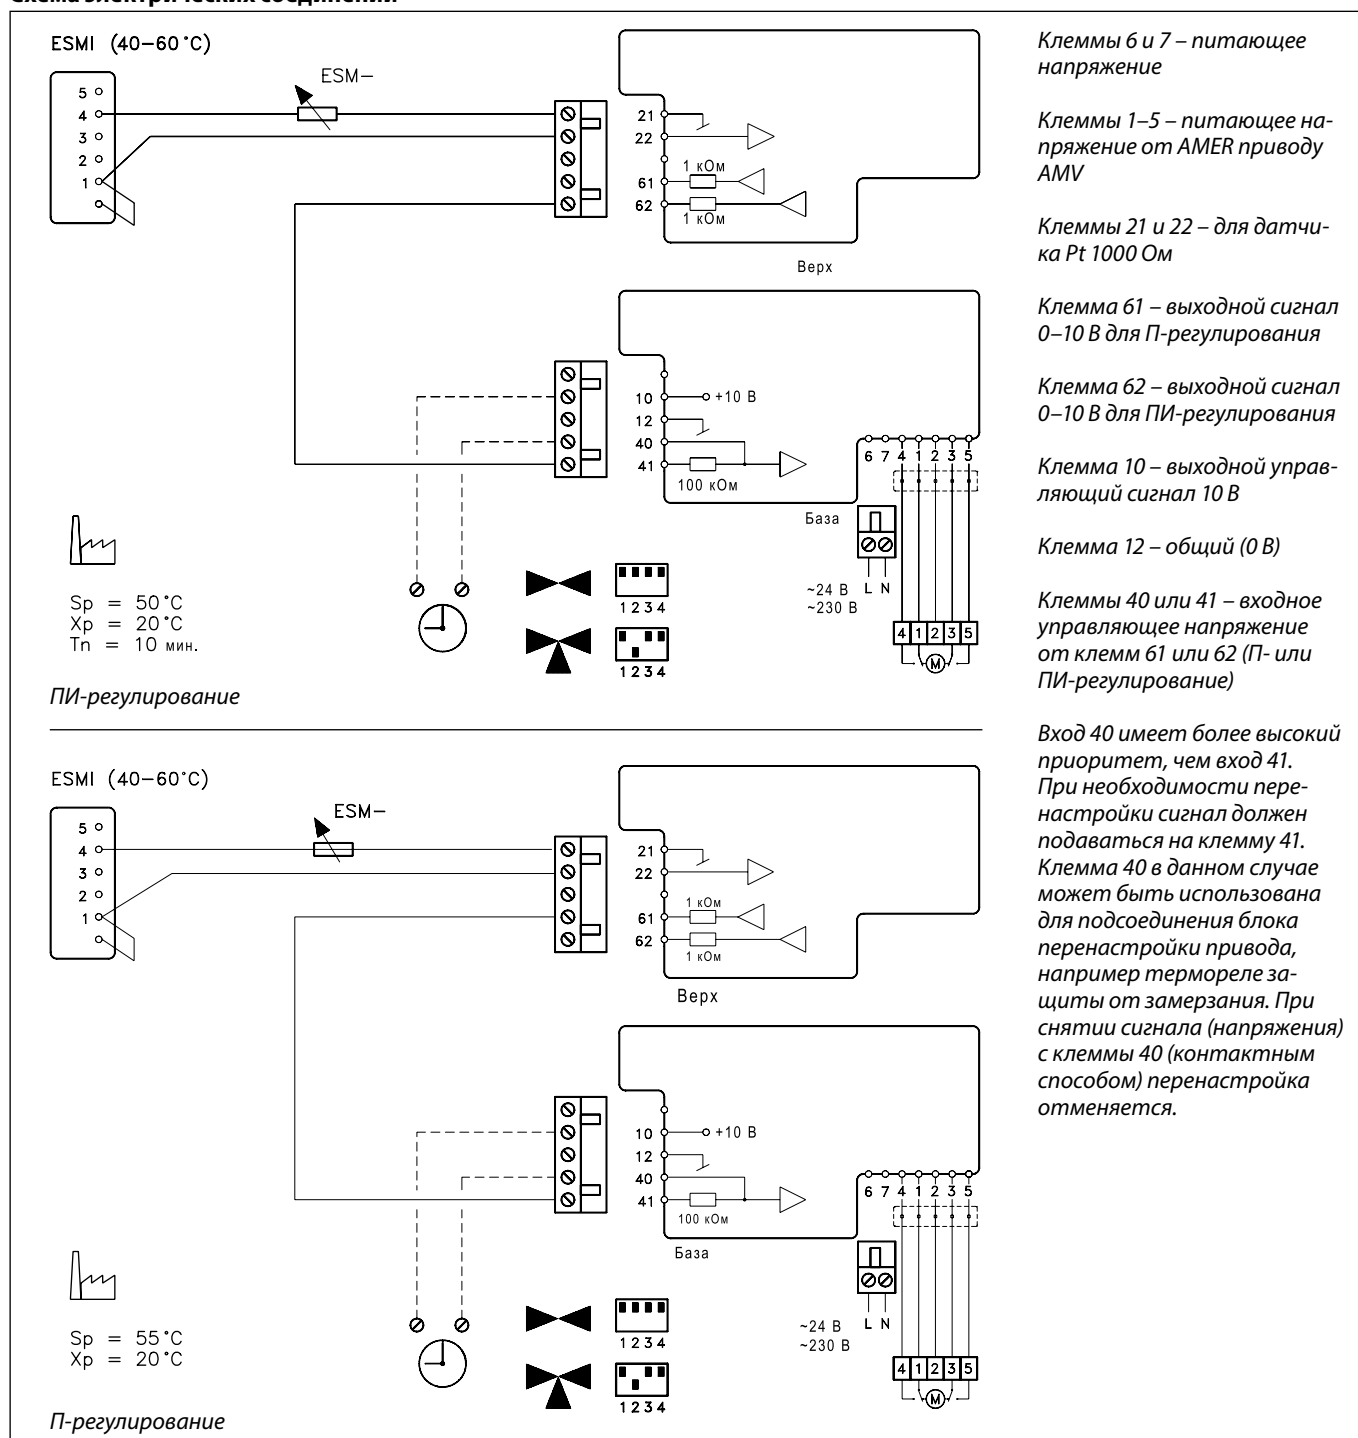 ESMI (40–60°C)
ESM–
5
4
3
2
1
21
22
61
62
1 кОм
1 кОм
Верх
10
+10 В
12
40
41
100 кОм
База
6 7 4 1 2 3 5
~24 В
~230 В
L N
4 1 2 3 5
M
1 2 3 4
1 2 3 4
Sp = 50°C
Xp = 20°C
Tn = 10 мин.
ПИ-регулирование
ESMI (40–60°C)
ESM–
5
4
3
2
1
21
22
61
62
1 кОм
1 кОм
Верх
10
+10 В
12
40
41
100 кОм
База
6 7 4 1 2 3 5
~24 В
~230 В
L N
4 1 2 3 5
M
1 2 3 4
1 2 3 4
Sp = 55°C
Xp = 20°C
П-регулирование
Клеммы 6 и 7 – питающее
напряжение
Клеммы 1–5 – питающее на-
пряжение от AMER приводу
AMV
Клеммы 21 и 22 – для датчи-
ка Pt 1000 Ом
Клемма 61 – выходной сигнал
0–10 В для П-регулирования
Клемма 62 – выходной сигнал
0–10 В для ПИ-регулирования
Клемма 10 – выходной управ-
ляющий сигнал 10 В
Клемма 12 – общий (0 В)
Клеммы 40 или 41 – входное
управляющее напряжение
от клемм 61 или 62 (П- или
ПИ-регулирование)
Вход 40 имеет более высокий
приоритет, чем вход 41.
При необходимости пере-
настройки сигнал должен
подаваться на клемму 41.
Клемма 40 в данном случае
может быть использована
для подсоединения блока
перенастройки привода,
например термореле за-
щиты от замерзания. При
снятии сигнала (напряжения)
с клеммы 40 (контактным
способом) перенастройка
отменяется.